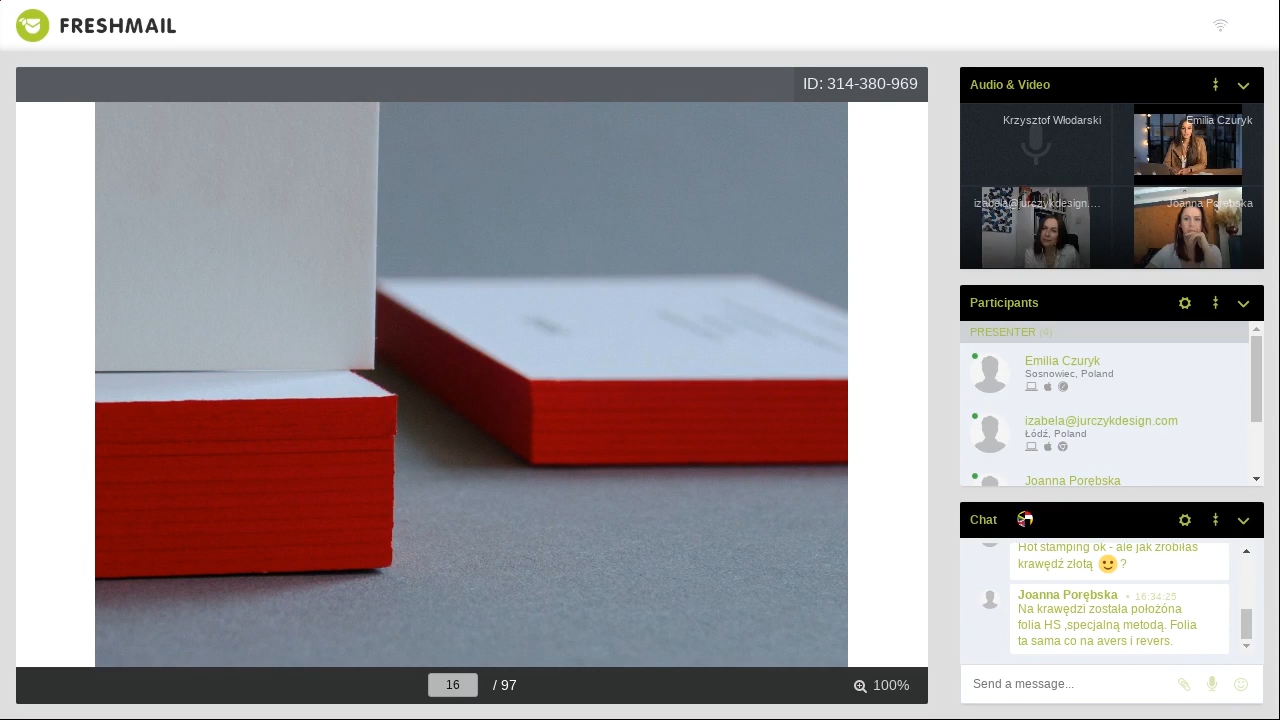 FRESHMAIL
ID: 314-380-969
16 / 97
100%
Audio & Video
Krzysztof Włodarski
Emilia Czuryk
izabela@jurczykdesign....
Joanna Porębska
Participants
PRESENTER (4)
Emilia Czuryk
Sosnowiec, Poland
izabela@jurczykdesign.com
Łódź, Poland
Joanna Porębska
Chat
Hot stamping ok - ale jak zrobiłas
krawędź złotą 🙂 ?
Joanna Porębska • 16:34:25
Na krawędzi została połozóna
folia HS ,specjalną metodą. Folia
ta sama co na avers i revers.
Send a message...